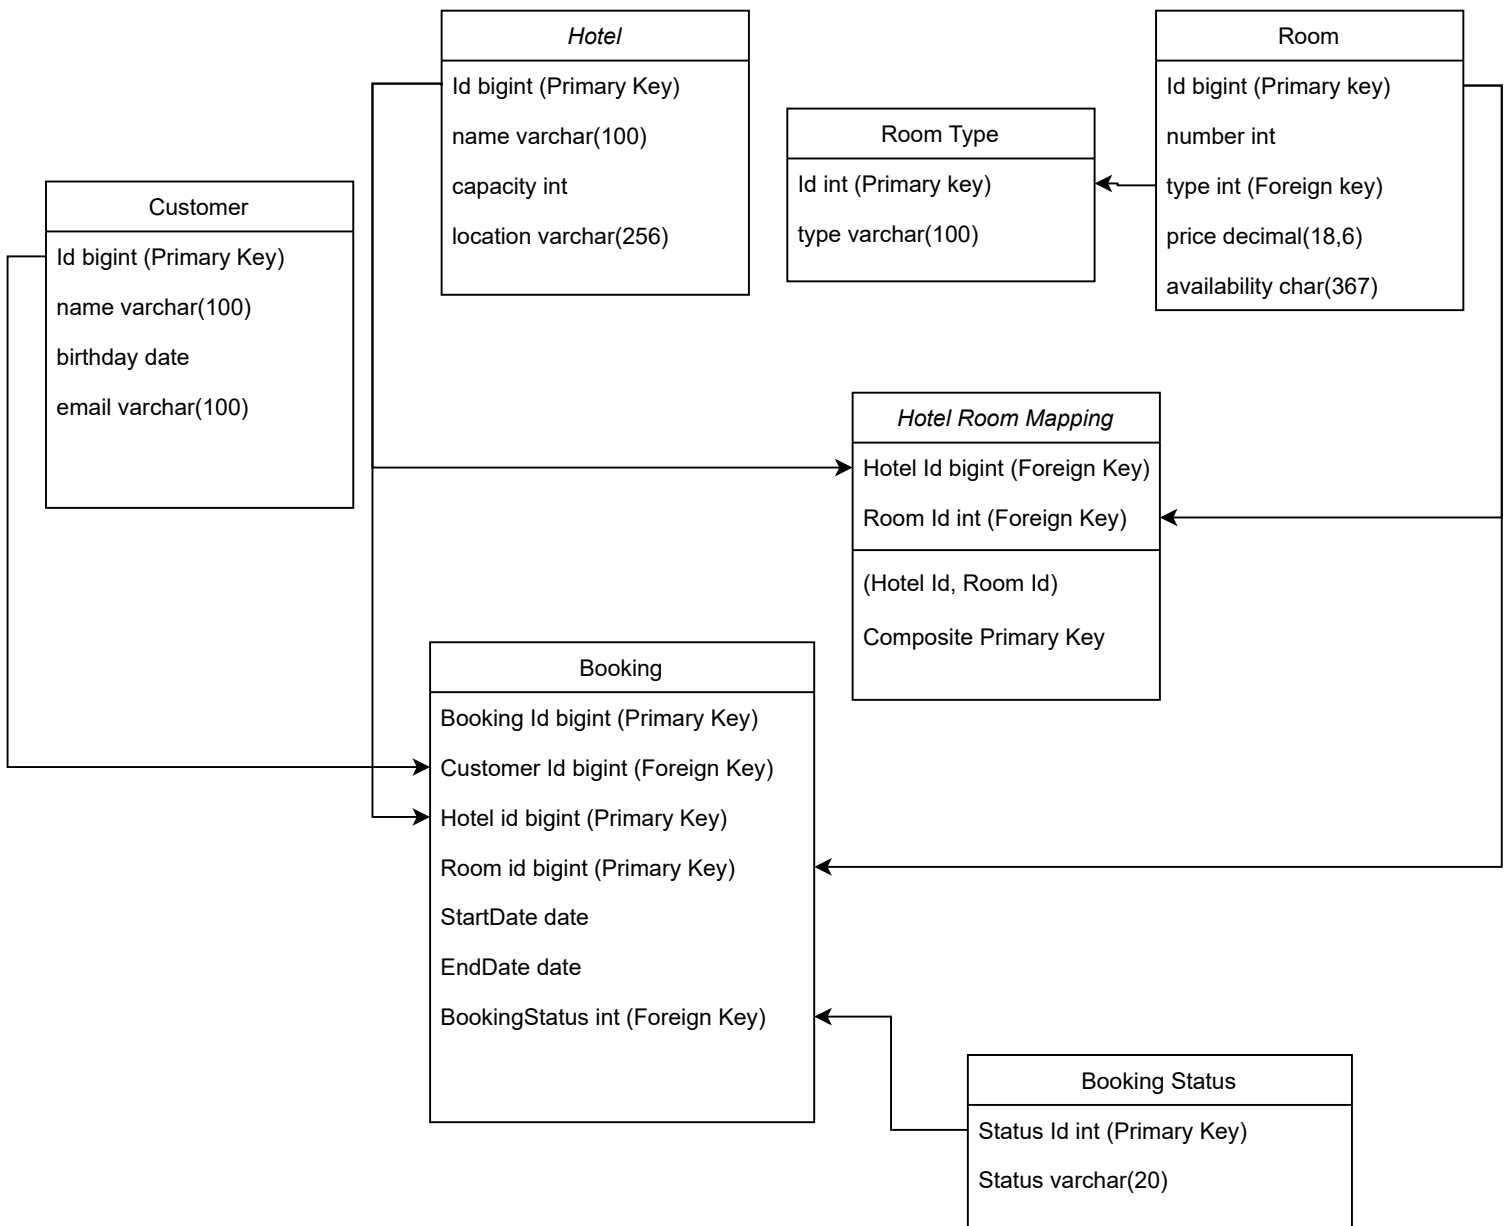 Hotel
Id bigint (Primary Key)
name varchar(100)
capacity int
location varchar(256)
Room
Id bigint (Primary key)
number int
type int (Foreign key)
price decimal(18,6)
availability char(367)
Room Type
Id int (Primary key)
type varchar(100)
Customer
Id bigint (Primary Key)
name varchar(100)
birthday date
email varchar(100)
Hotel Room Mapping
Hotel Id bigint (Foreign Key)
Room Id int (Foreign Key)
(Hotel Id, Room Id)
Composite Primary Key
Booking
Booking Id bigint (Primary Key)
Customer Id bigint (Foreign Key)
Hotel id bigint (Primary Key)
Room id bigint (Primary Key)
StartDate date
EndDate date
BookingStatus int (Foreign Key)
Booking Status
Status Id int (Primary Key)
Status varchar(20)